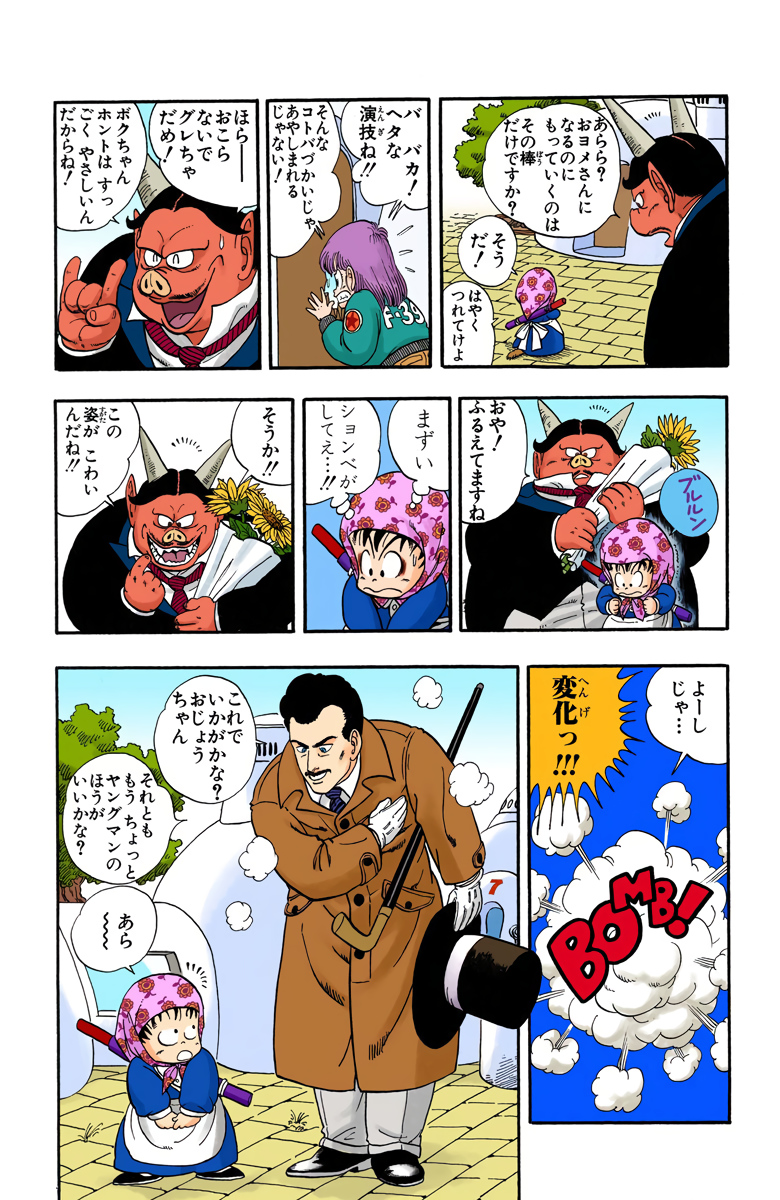 あらら?
おヨメさんに
なるのに
もっていくのは
その棒
だけですか?
そう
だ!
はやく
つれてけよ
バ バカ!
ヘタな
演技ね!!
そんな
コトバづかいじゃ
あやしまれる
じゃない!
F-39
ほらー
おこら
ないで
グレちゃ
だめ!
ボクちゃん
ホントは すっ
ごく やさしいん
だからね!
おや!
ふるえてますね
ブルルン
まずい
ションベが
してえ…!!
そうか!!
この
姿が こわい
んだね!!
よーし
じゃ…
変化っ!!!
BOMB!
これで
いかがかな?
おじょう
ちゃん
それとも
もう ちょっと
ヤングマンの
ほうが
いいかな?
あら
〜〜
7